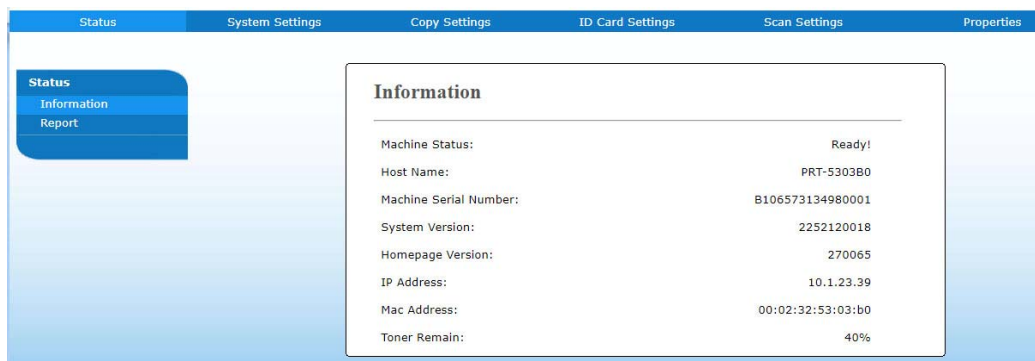 Status System Settings Copy Settings ID Card Settings Scan Settings Properties
Status
Information
Report
Information
Machine Status: Ready!
Host Name: PRT-5303B0
Machine Serial Number: B106573134980001
System Version: 2252120018
Homepage Version: 270065
IP Address: 10.1.23.39
Mac Address: 00:02:32:53:03:b0
Toner Remain: 40%